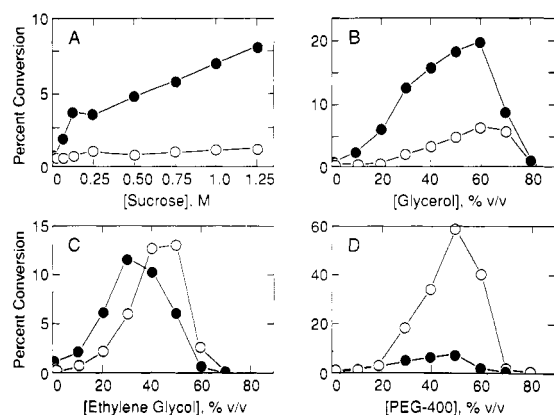 A
Percent Conversion
10
5
0
0 0.25 0.50 0.75 1.00 1.25
[Sucrose], M
B
20
15
10
5
0
0 20 40 60 80
[Glycerol], % v/v
C
Percent Conversion
15
10
5
0
0 20 40 60 80
[Ethylene Glycol], % v/v
D
60
40
20
0
0 20 40 60 80
[PEG-400], % v/v